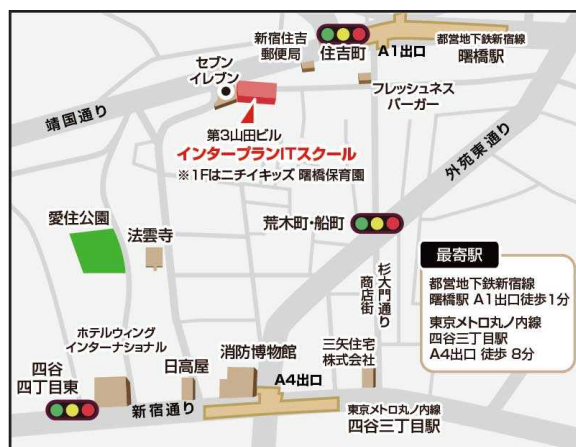 都営地下鉄新宿線
曙橋駅
A1出口
新宿住吉
郵便局
住吉町
セブン
イレブン
フレッシュネス
バーガー
靖国通り
第3山田ビル
インタープランITスクール
※1Fはニチイキッズ 曙橋保育園
外苑東通り
愛住公園
法雲寺
荒木町・船町
杉大門通り
商店街
最寄駅
都営地下鉄新宿線
曙橋駅 A1出口徒歩1分
東京メトロ丸ノ内線
四谷三丁目駅
A4出口 徒歩 8分
ホテルウィング
インターナショナル
四谷
四丁目東
日高屋
消防博物館
A4出口
三矢住宅
株式会社
新宿通り
東京メトロ丸ノ内線
四谷三丁目駅